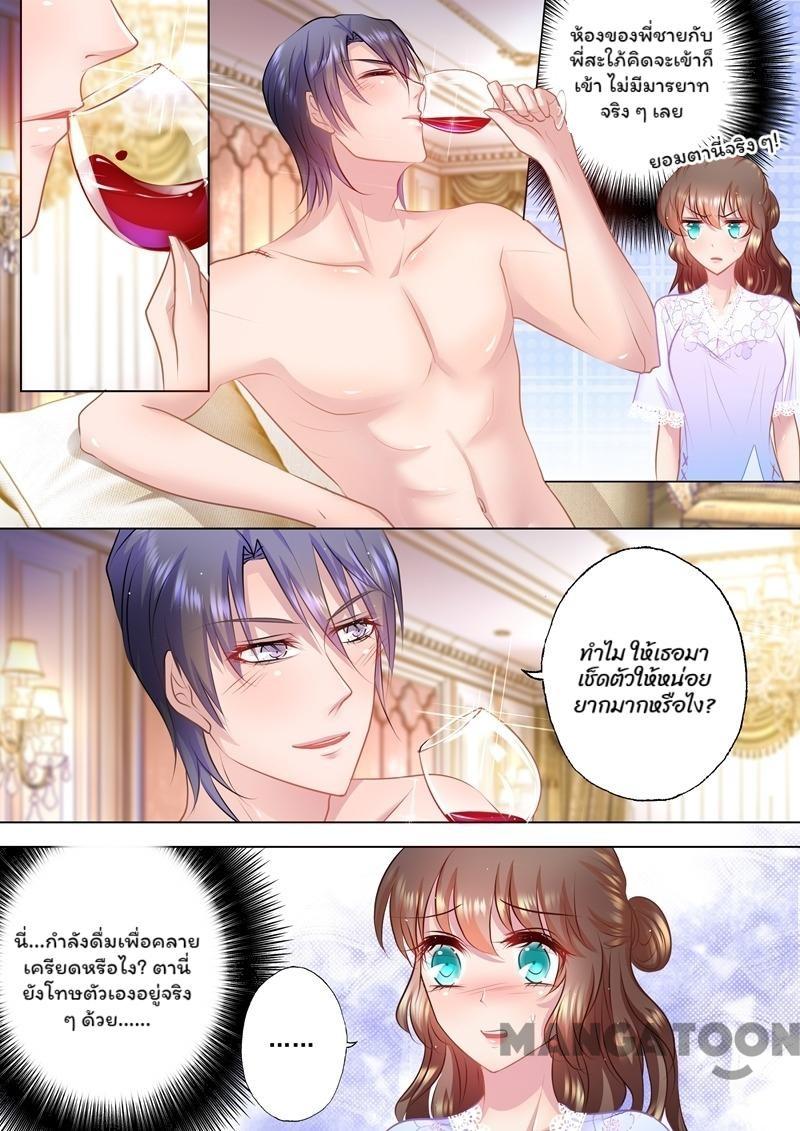 ห้องของพี่ชายกับ
พี่สะใภ้คิดจะเข้าก็
เข้า ไม่มีมารยาท
จริง ๆ เลย
ยอมตานี่จริง ๆ!
ทำไม ให้เธอมา
เช็ดตัวให้หน่อย
ยากมากหรือไง?
นี่...กำลังดื่มเพื่อคลาย
เครียดหรือไง? ตานี่
ยังโทษตัวเองอยู่จริง
ๆ ด้วย......
......
MANGATOON